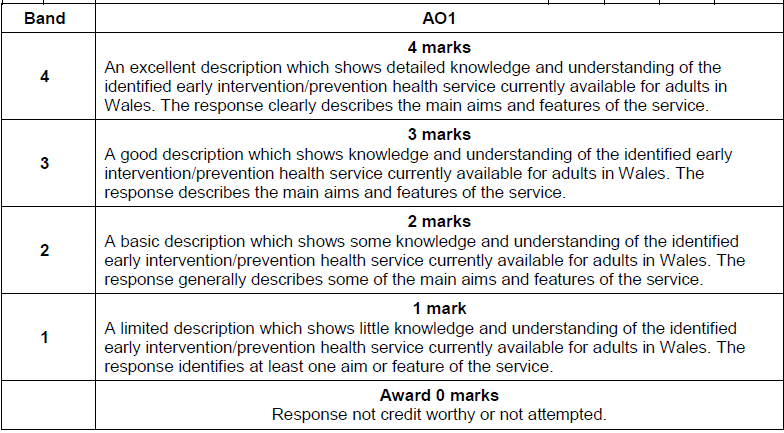 Band AO1
4 marks
4 An excellent description which shows detailed knowledge and understanding of the
identified early intervention/prevention health service currently available for adults in
Wales. The response clearly describes the main aims and features of the service.
3 marks
3 A good description which shows knowledge and understanding of the identified early
intervention/prevention health service currently available for adults in Wales. The
response describes the main aims and features of the service.
2 marks
2 A basic description which shows some knowledge and understanding of the identified
early intervention/prevention health service currently available for adults in Wales. The
response generally describes some of the main aims and features of the service.
1 mark
1 A limited description which shows little knowledge and understanding of the identified
early intervention/prevention health service currently available for adults in Wales. The
response identifies at least one aim or feature of the service.
Award 0 marks
Response not credit worthy or not attempted.